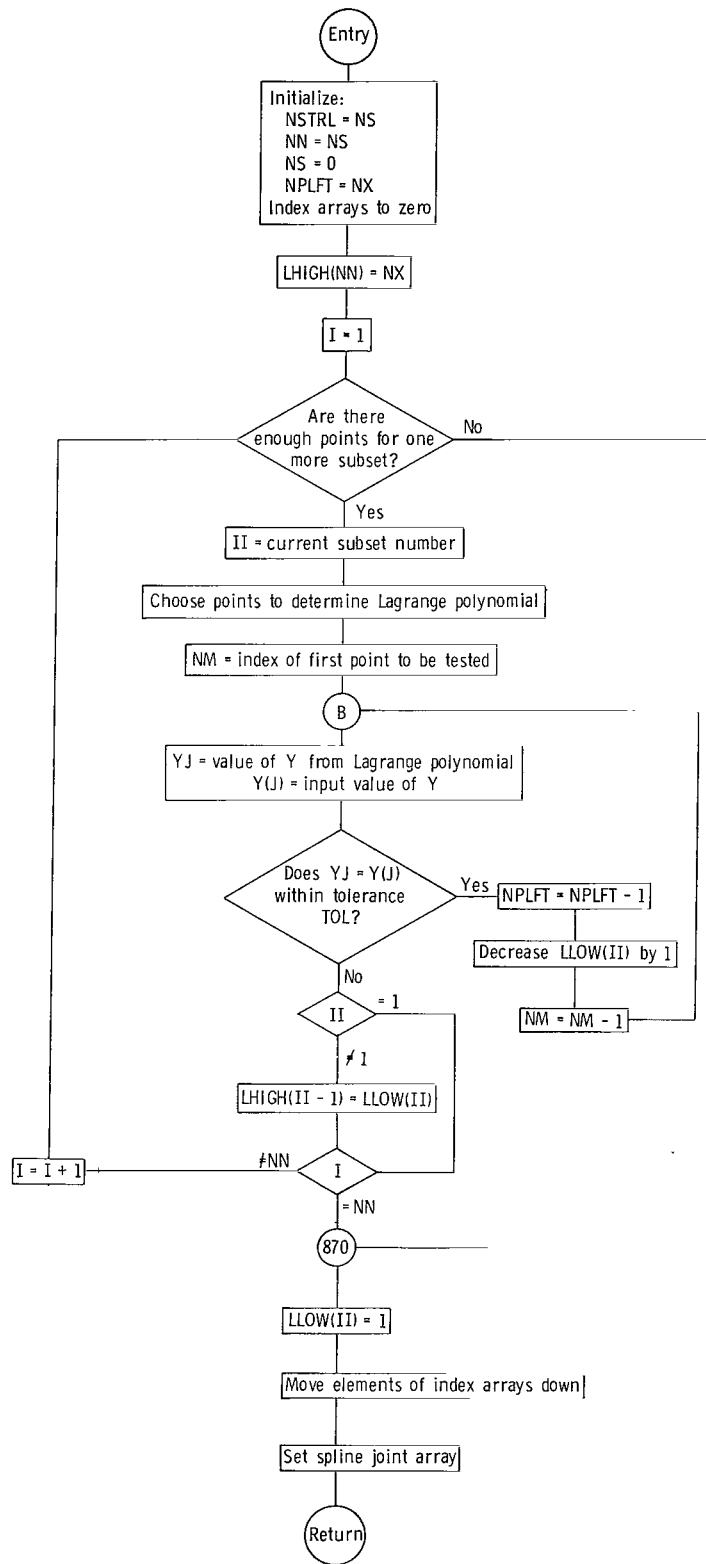 Entry
Initialize:
NSTRL = NS
NN = NS
NS = 0
NPLFT = NX
Index arrays to zero
LHIGH(NN) = NX
I = 1
Are there
enough points for one
more subset?
No
Yes
II = current subset number
Choose points to determine Lagrange polynomial
NM = index of first point to be tested
B
YJ = value of Y from Lagrange polynomial
Y(J) = input value of Y
Does YJ = Y(J)
within tolerance
TOL?
Yes
NPLFT = NPLFT - 1
Decrease LLOW(II) by 1
NM = NM - 1
No
II
= 1
≠ 1
LHIGH(II - 1) = LLOW(II)
I = I + 1
≠NN
I
= NN
870
LLOW(II) = 1
Move elements of index arrays down
Set spline joint array
Return